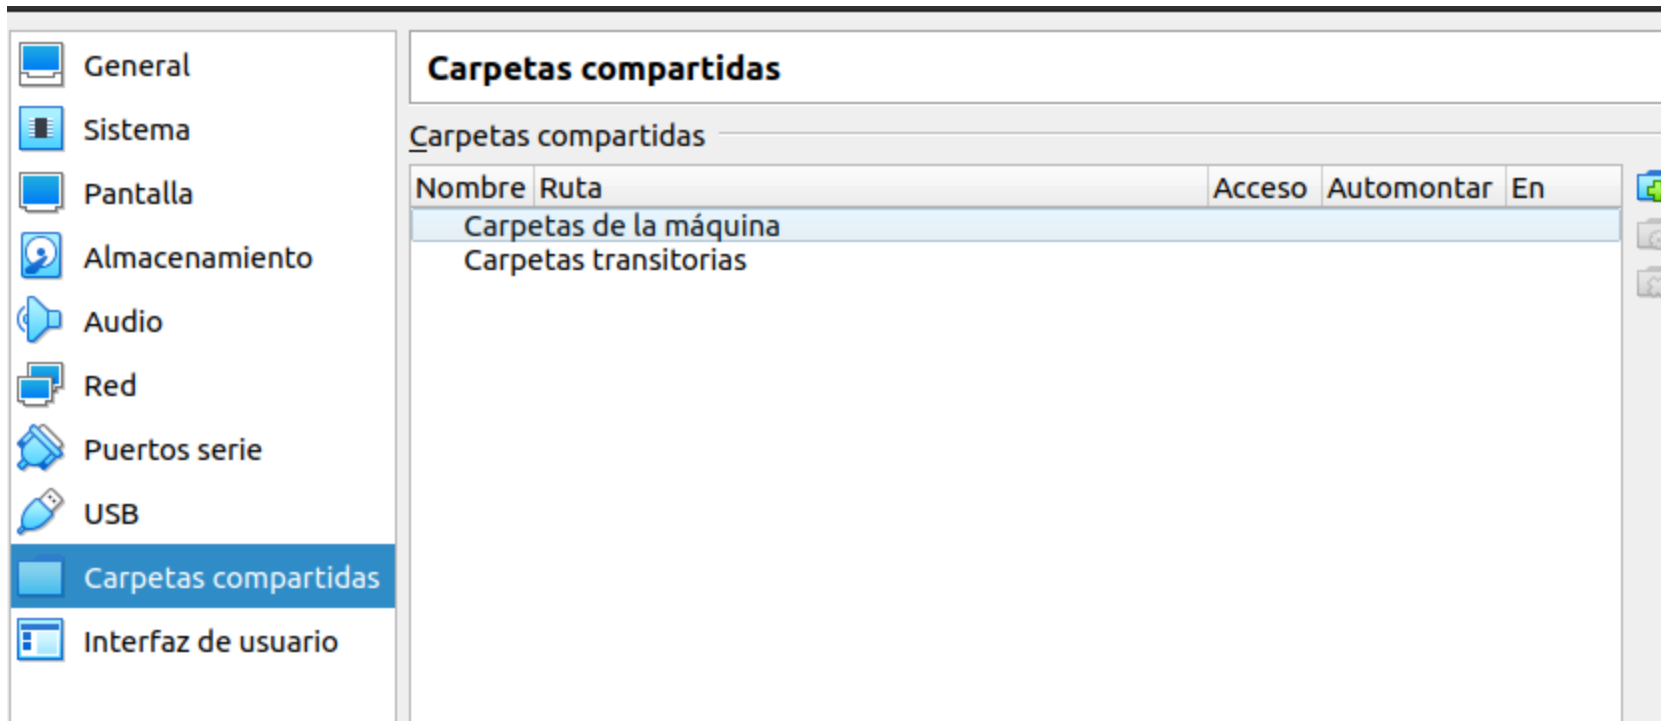 General
Sistema
Pantalla
Almacenamiento
Audio
Red
Puertos serie
USB
Carpetas compartidas
Interfaz de usuario
Carpetas compartidas
Carpetas compartidas
Nombre Ruta Acceso Automontar En
Carpetas de la máquina
Carpetas transitorias